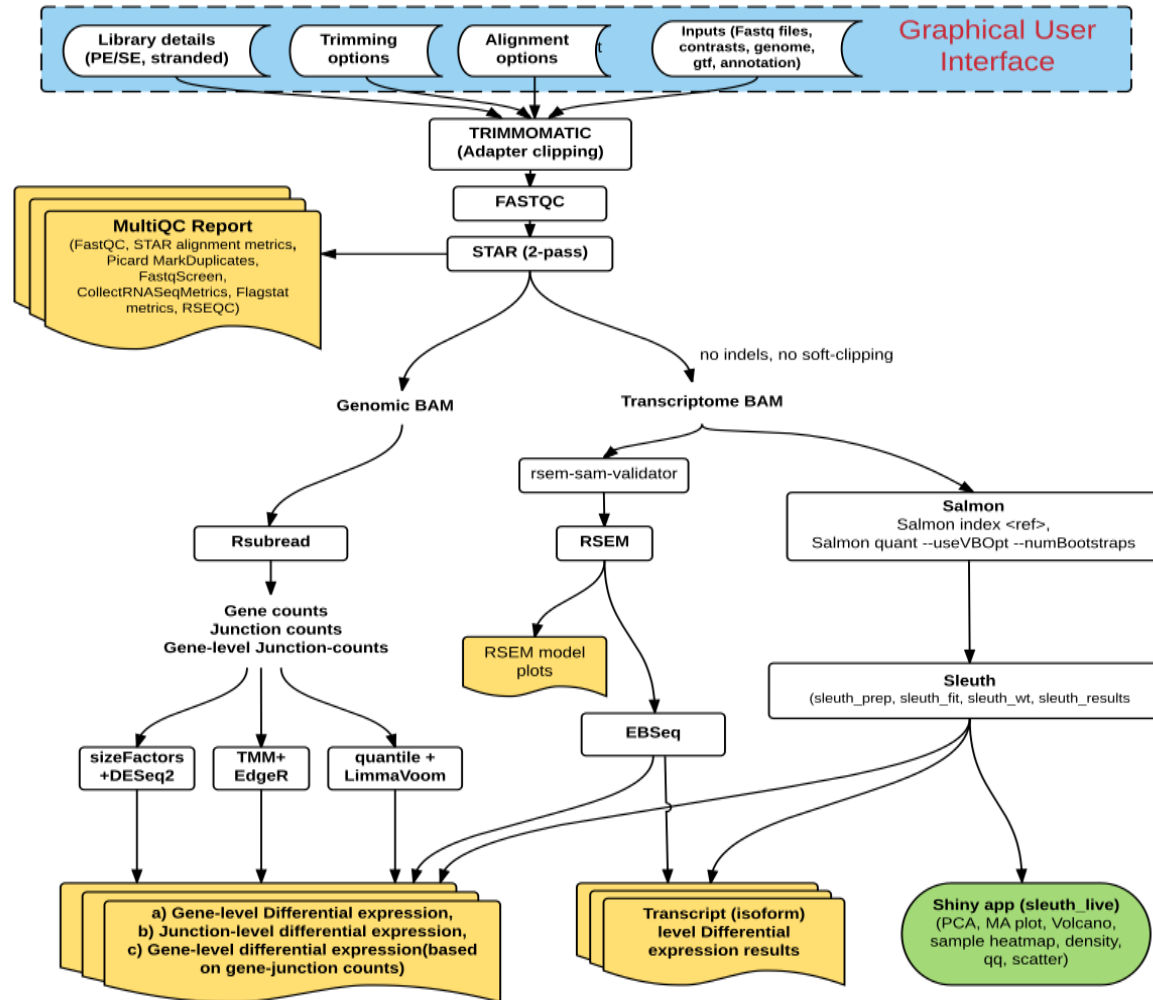 Library details
(PE/SE, stranded)
Trimming
options
Alignment
options
t
Inputs (Fastq files,
contrasts, genome,
gtf, annotation)
Graphical User
Interface
TRIMMOMATIC
(Adapter clipping)
FASTQC
STAR (2-pass)
MultiQC Report
(FastQC, STAR alignment metrics,
Picard MarkDuplicates,
FastqScreen,
CollectRNASeqMetrics, Flagstat
metrics, RSEQC)
no indels, no soft-clipping
Genomic BAM
Transcriptome BAM
rsem-sam-validator
Salmon
Salmon index <ref>,
Salmon quant --useVBOpt --numBootstraps
Rsubread
RSEM
Gene counts
Junction counts
Gene-level Junction-counts
RSEM model
plots
Sleuth
(sleuth_prep, sleuth_fit, sleuth_wt, sleuth_results
EBSeq
sizeFactors
+DESeq2
TMM+
EdgeR
quantile +
LimmaVoom
a) Gene-level Differential expression,
b) Junction-level differential expression,
c) Gene-level differential expression(based
on gene-junction counts)
Transcript (isoform)
level Differential
expression results
Shiny app (sleuth_live)
(PCA, MA plot, Volcano,
sample heatmap, density,
qq, scatter)